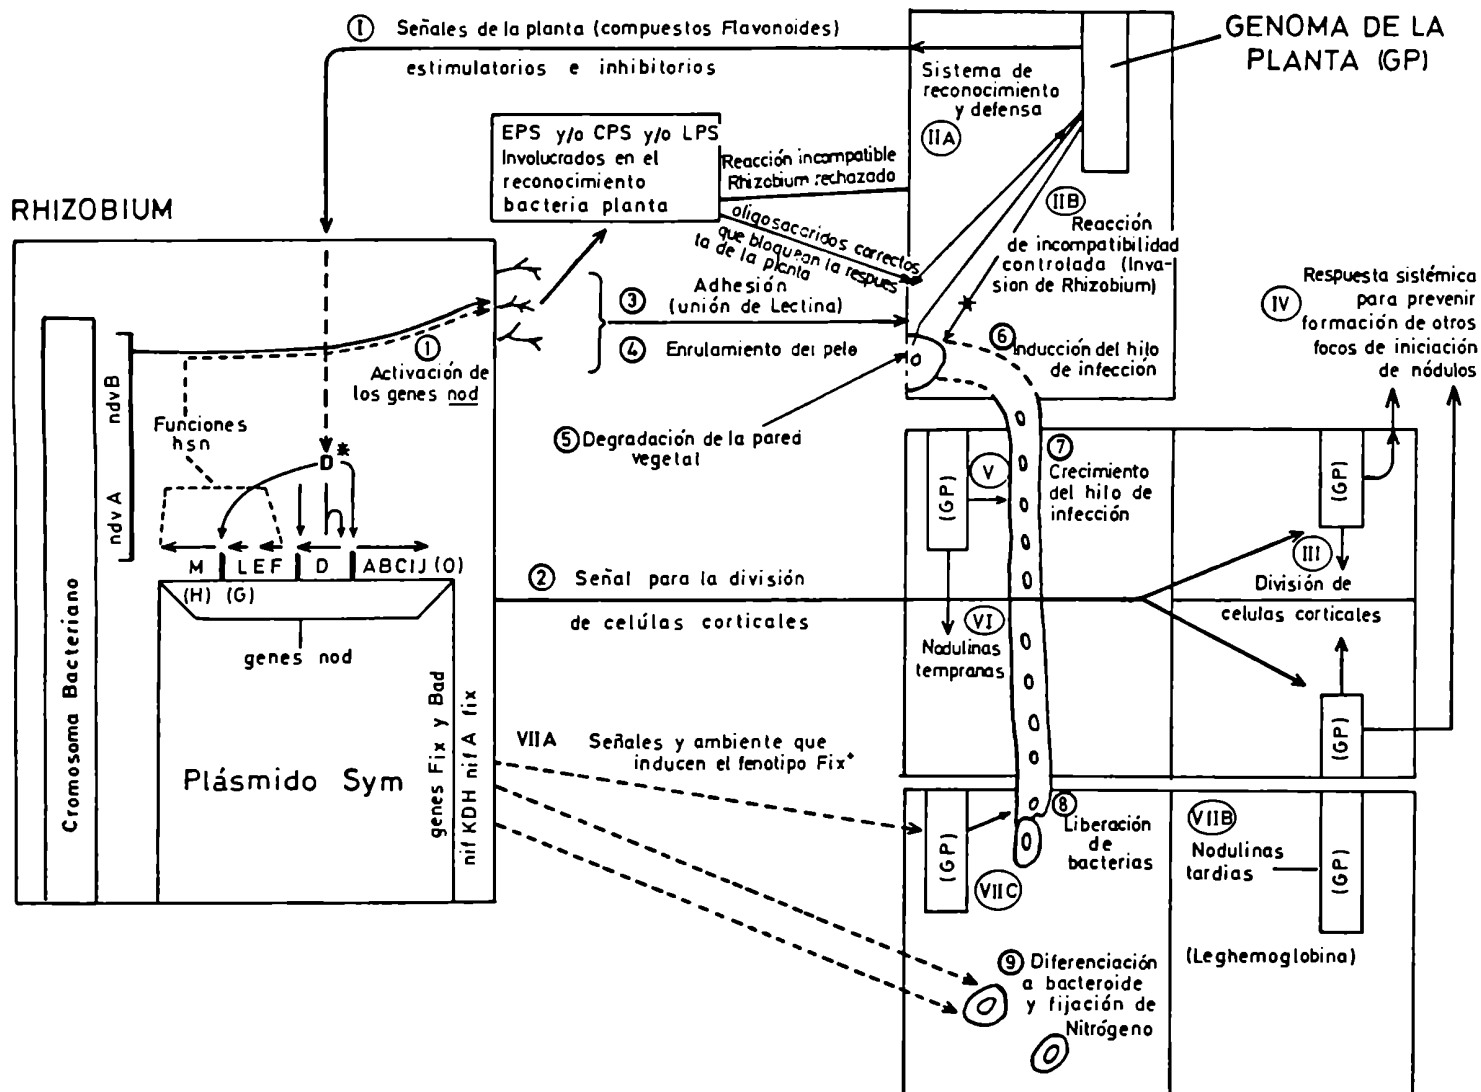 ① Señales de la planta (compuestos Flavonoides)
estimulatorios e inhibitorios
GENOMA DE LA
PLANTA (GP)
Sistema de
reconocimiento
y defensa
IIA
EPS y/o CPS y/o LPS
Involucrados en el
reconocimiento
bacteria planta
Reacción incompatible
Rhizobium rechazado
oligosaccridos correctos
que bloquean la respues
ta de la planta
IIB
Reacción
de incompatibilidad
controlada (Inva-
sion de Rhizobium)
RHIZOBIUM
③ Adhesión
(unión de Lectina)
④ Enrulamiento del pelo
⑥ Inducción del hilo
de infección
IV
Respuesta sistémica
para prevenir
formación de otros
focos de iniciación
de nódulos
①
Activación de
los genes nod
ndvB
ndv A
Funciones
hsn
D*
⑤ Degradación de la pared
vegetal
(GP)
V
⑦
Crecimiento
del hilo de
infección
(GP)
III
División de
celulas corticales
M LEF D ABCIJ (O)
(H) (G)
genes nod
② Señal para la división
de celúlas corticales
VI
Nodulinas
tempranas
(GP)
Cromosoma Bacteriano
Plásmido Sym
genes Fix y Bad
nif KDH nif A fix
VIIA Señales y ambiente que
inducen el fenotipo Fix+
(GP)
VIIC
⑧
Liberación
de
bacterias
VIIB
Nodulinas
tardias
(GP)
(Leghemoglobina)
⑨ Diferenciación
a bacteroide
y fijación de
Nitrógeno